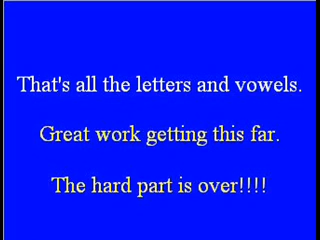 That's all the letters and vowels.
Great work getting this far.
The hard part is over!!!!